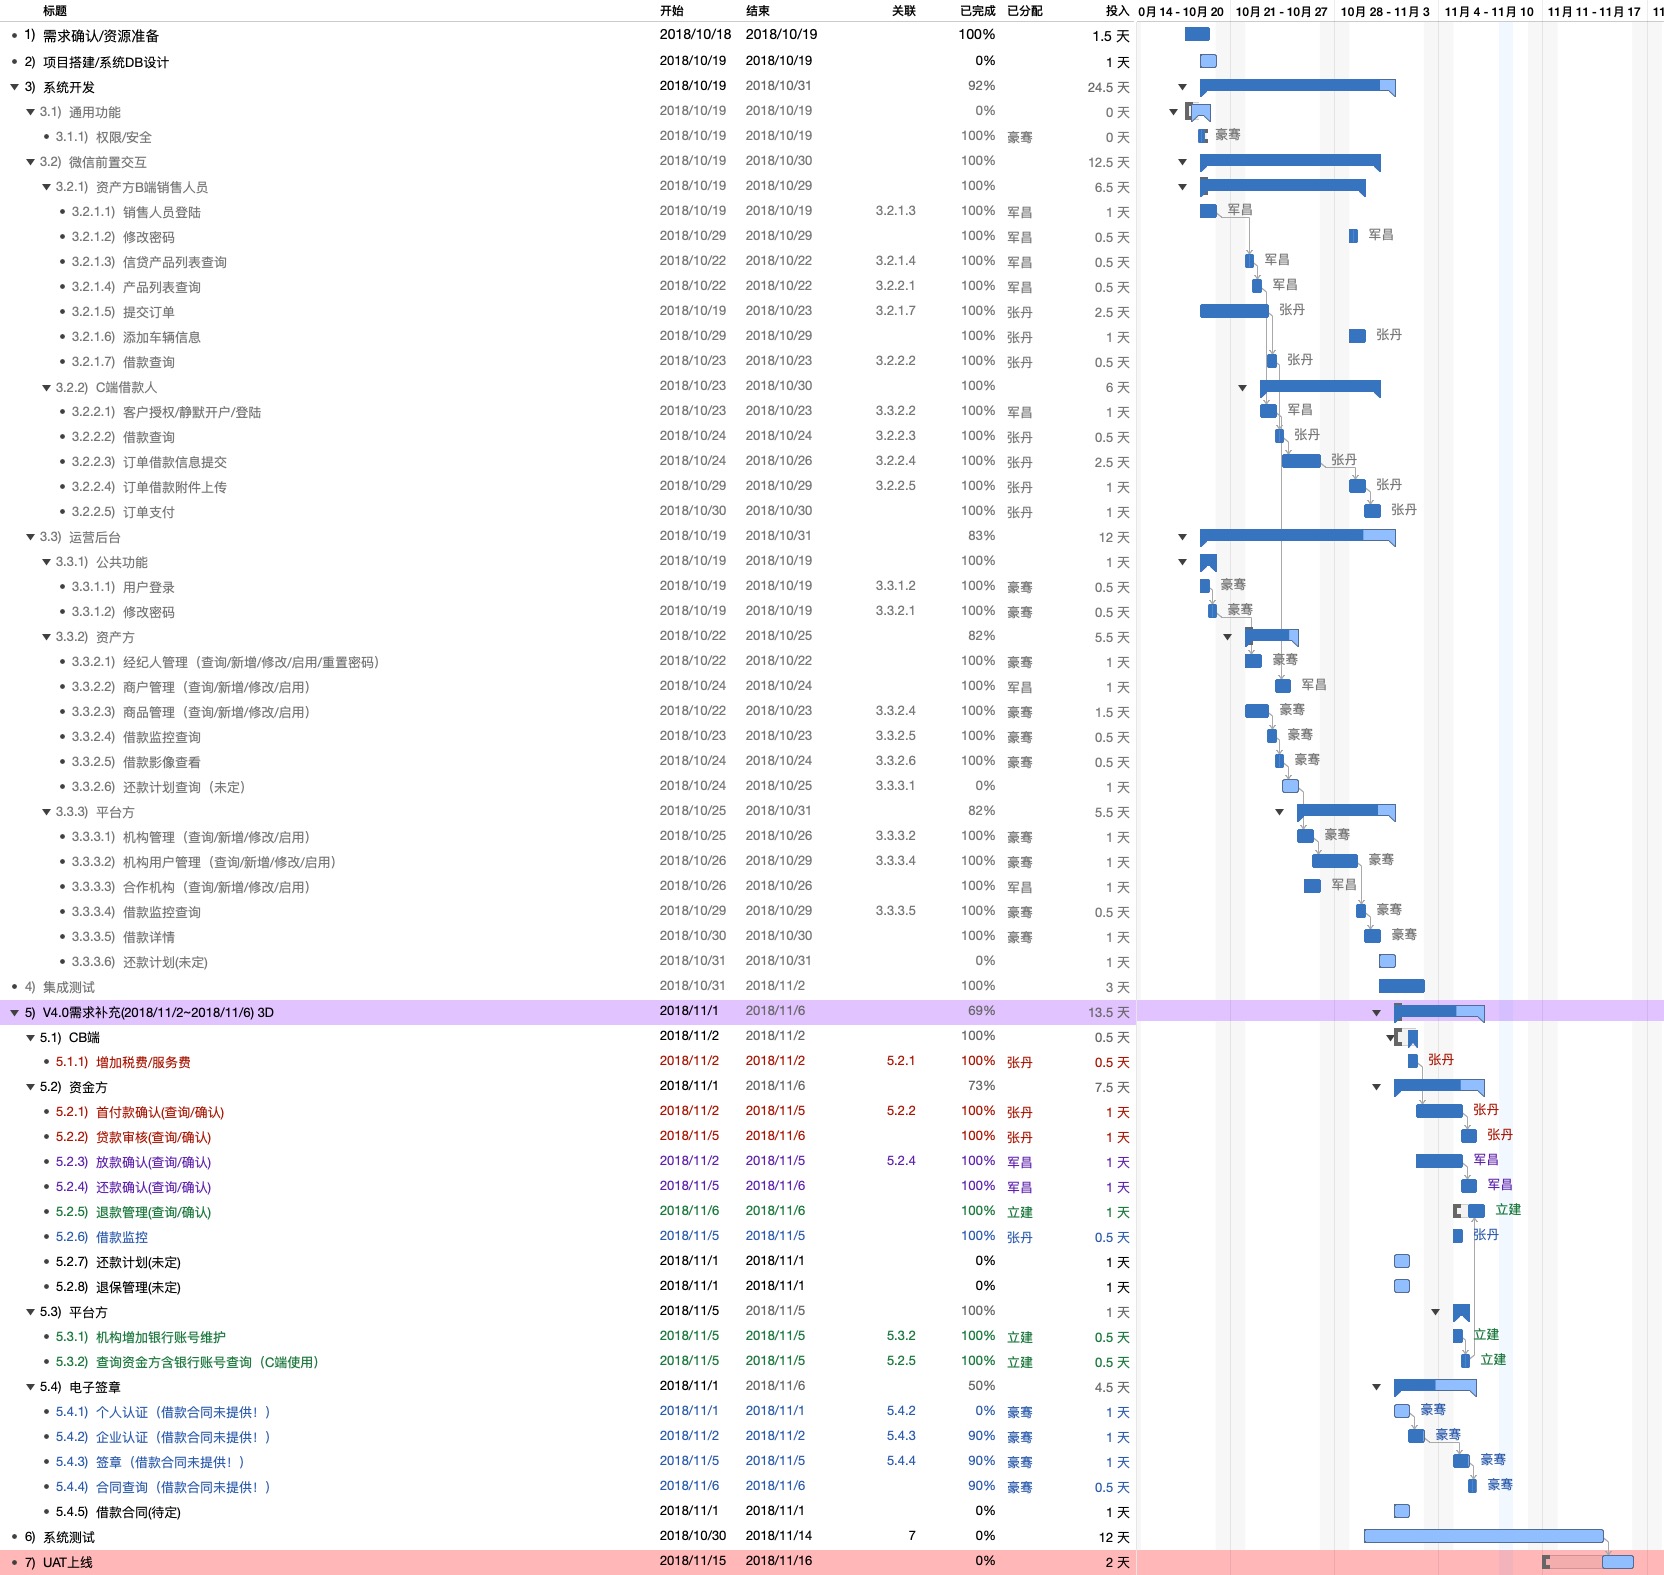 标题 开始 结束 关联 已完成 已分配 投入 0月 14 - 10月 20 10月 21 - 10月 27 10月 28 - 11月 3 11月 4 - 11月 10 11月 11 - 11月 17 11
1) 需求确认/资源准备 2018/10/18 2018/10/19 100% 1.5 天
2) 项目搭建/系统DB设计 2018/10/19 2018/10/19 0% 1 天
3) 系统开发 2018/10/19 2018/10/31 92% 24.5 天
3.1) 通用功能 2018/10/19 2018/10/19 0% 0 天
3.1.1) 权限/安全 2018/10/19 2018/10/19 100% 豪骞 0 天 豪骞
3.2) 微信前置交互 2018/10/19 2018/10/30 100% 12.5 天
3.2.1) 资产方B端销售人员 2018/10/19 2018/10/29 100% 6.5 天
3.2.1.1) 销售人员登陆 2018/10/19 2018/10/19 3.2.1.3 100% 军昌 1 天 军昌
3.2.1.2) 修改密码 2018/10/29 2018/10/29 100% 军昌 0.5 天 军昌
3.2.1.3) 信贷产品列表查询 2018/10/22 2018/10/22 3.2.1.4 100% 军昌 0.5 天 军昌
3.2.1.4) 产品列表查询 2018/10/22 2018/10/22 3.2.2.1 100% 军昌 0.5 天 军昌
3.2.1.5) 提交订单 2018/10/19 2018/10/23 3.2.1.7 100% 张丹 2.5 天 张丹
3.2.1.6) 添加车辆信息 2018/10/29 2018/10/29 100% 张丹 1 天 张丹
3.2.1.7) 借款查询 2018/10/23 2018/10/23 3.2.2.2 100% 张丹 0.5 天 张丹
3.2.2) C端借款人 2018/10/23 2018/10/30 100% 6 天
3.2.2.1) 客户授权/静默开户/登陆 2018/10/23 2018/10/23 3.3.2.2 100% 军昌 1 天 军昌
3.2.2.2) 借款查询 2018/10/24 2018/10/24 3.2.2.3 100% 张丹 0.5 天 张丹
3.2.2.3) 订单借款信息提交 2018/10/24 2018/10/26 3.2.2.4 100% 张丹 2.5 天 张丹
3.2.2.4) 订单借款附件上传 2018/10/29 2018/10/29 3.2.2.5 100% 张丹 1 天 张丹
3.2.2.5) 订单支付 2018/10/30 2018/10/30 100% 张丹 1 天 张丹
3.3) 运营后台 2018/10/19 2018/10/31 83% 12 天
3.3.1) 公共功能 2018/10/19 2018/10/19 100% 1 天
3.3.1.1) 用户登录 2018/10/19 2018/10/19 3.3.1.2 100% 豪骞 0.5 天 豪骞
3.3.1.2) 修改密码 2018/10/19 2018/10/19 3.3.2.1 100% 豪骞 0.5 天 豪骞
3.3.2) 资产方 2018/10/22 2018/10/25 82% 5.5 天
3.3.2.1) 经纪人管理（查询/新增/修改/启用/重置密码） 2018/10/22 2018/10/22 100% 豪骞 1 天 豪骞
3.3.2.2) 商户管理（查询/新增/修改/启用） 2018/10/24 2018/10/24 100% 军昌 1 天 军昌
3.3.2.3) 商品管理（查询/新增/修改/启用） 2018/10/22 2018/10/23 3.3.2.4 100% 豪骞 1.5 天 豪骞
3.3.2.4) 借款监控查询 2018/10/23 2018/10/23 3.3.2.5 100% 豪骞 0.5 天 豪骞
3.3.2.5) 借款影像查看 2018/10/24 2018/10/24 3.3.2.6 100% 豪骞 0.5 天 豪骞
3.3.2.6) 还款计划查询（未定） 2018/10/24 2018/10/25 3.3.3.1 0% 1 天
3.3.3) 平台方 2018/10/25 2018/10/31 82% 5.5 天
3.3.3.1) 机构管理（查询/新增/修改/启用） 2018/10/25 2018/10/26 3.3.3.2 100% 豪骞 1 天 豪骞
3.3.3.2) 机构用户管理（查询/新增/修改/启用） 2018/10/26 2018/10/29 3.3.3.4 100% 豪骞 1 天 豪骞
3.3.3.3) 合作机构（查询/新增/修改/启用） 2018/10/26 2018/10/26 100% 军昌 1 天 军昌
3.3.3.4) 借款监控查询 2018/10/29 2018/10/29 3.3.3.5 100% 豪骞 0.5 天 豪骞
3.3.3.5) 借款详情 2018/10/30 2018/10/30 100% 豪骞 1 天 豪骞
3.3.3.6) 还款计划(未定) 2018/10/31 2018/10/31 0% 1 天
4) 集成测试 2018/10/31 2018/11/2 100% 3 天
5) V4.0需求补充(2018/11/2~2018/11/6) 3D 2018/11/1 2018/11/6 69% 13.5 天
5.1) CB端 2018/11/2 2018/11/2 100% 0.5 天
5.1.1) 增加税费/服务费 2018/11/2 2018/11/2 5.2.1 100% 张丹 0.5 天 张丹
5.2) 资金方 2018/11/1 2018/11/6 73% 7.5 天
5.2.1) 首付款确认(查询/确认) 2018/11/2 2018/11/5 5.2.2 100% 张丹 1 天 张丹
5.2.2) 贷款审核(查询/确认) 2018/11/5 2018/11/6 100% 张丹 1 天 张丹
5.2.3) 放款确认(查询/确认) 2018/11/2 2018/11/5 5.2.4 100% 军昌 1 天 军昌
5.2.4) 还款确认(查询/确认) 2018/11/5 2018/11/6 100% 军昌 1 天 军昌
5.2.5) 退款管理(查询/确认) 2018/11/6 2018/11/6 100% 立建 1 天 立建
5.2.6) 借款监控 2018/11/5 2018/11/5 100% 张丹 0.5 天 张丹
5.2.7) 还款计划(未定) 2018/11/1 2018/11/1 0% 1 天
5.2.8) 退保管理(未定) 2018/11/1 2018/11/1 0% 1 天
5.3) 平台方 2018/11/5 2018/11/5 100% 1 天
5.3.1) 机构增加银行账号维护 2018/11/5 2018/11/5 5.3.2 100% 立建 0.5 天 立建
5.3.2) 查询资金方含银行账号查询（C端使用） 2018/11/5 2018/11/5 5.2.5 100% 立建 0.5 天 立建
5.4) 电子签章 2018/11/1 2018/11/6 50% 4.5 天
5.4.1) 个人认证（借款合同未提供！） 2018/11/1 2018/11/1 5.4.2 0% 豪骞 1 天 豪骞
5.4.2) 企业认证（借款合同未提供！） 2018/11/2 2018/11/2 5.4.3 90% 豪骞 1 天 豪骞
5.4.3) 签章（借款合同未提供！） 2018/11/5 2018/11/5 5.4.4 90% 豪骞 1 天 豪骞
5.4.4) 合同查询（借款合同未提供！） 2018/11/6 2018/11/6 90% 豪骞 0.5 天 豪骞
5.4.5) 借款合同(待定) 2018/11/1 2018/11/1 0% 1 天
6) 系统测试 2018/10/30 2018/11/14 7 0% 12 天
7) UAT上线 2018/11/15 2018/11/16 0% 2 天